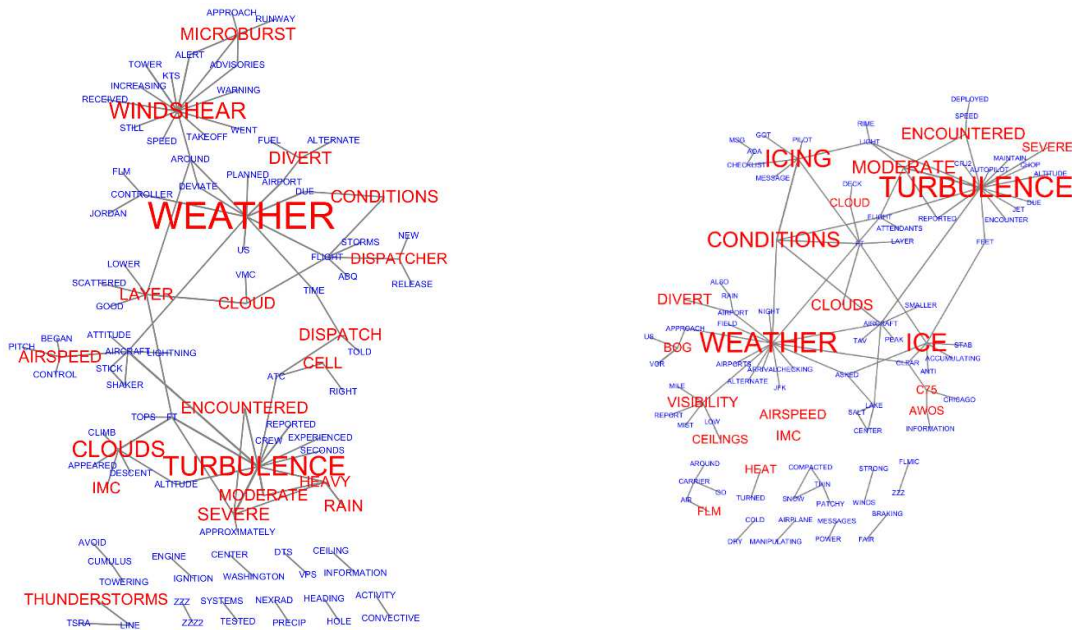 APPROACH
RUNWAY
MICROBURST
ALERT
TOWER
KTS
ADVISORIES
INCREASING
WARNING
RECEIVED
WINDSHEAR
STILL
WENT
SPEED
TAKEOFF
FUEL
ALTERNATE
AROUND
DIVERT
FLM
PLANNED
AIRPORT
CONTROLLER
DEVIATE
DUE
CONDITIONS
JORDAN
WEATHER
STORMS
NEW
US
FLIGHT
DISPATCHER
LOWER
VMC
ABQ
SCATTERED
RELEASE
LAYER
TIME
GOOD
CLOUD
BEGAN
ATTITUDE
DISPATCH
PITCH
AIRSPEED
AIRCRAFT
LIGHTNING
TOLD
CONTROL
STICK
CELL
SHAKER
ATC
RIGHT
ENCOUNTERED
TOPS
FT
REPORTED
CLIMB
CREW
EXPERIENCED
CLOUDS
SECONDS
APPEARED
TURBULENCE
DESCENT
IMC
ALTITUDE
HEAVY
MODERATE
RAIN
SEVERE
APPROXIMATELY
AVOID
CUMULUS
TOWERING
ENGINE
IGNITION
CENTER
WASHINGTON
DTS
VPS
CEILING
INFORMATION
THUNDERSTORMS
TSRA
LINE
ZZZ
ZZZ2
SYSTEMS
TESTED
NEXRAD
PRECIP
HEADING
HOLE
ACTIVITY
CONVECTIVE
DEPLOYED
SPEED
RIME
ENCOUNTERED
MSG
GOT
PILOT
LIGHT
SEVERE
AOA
ICING
CHECKLIST
MODERATE
CRJ2
MAINTAIN
CHOP
AUTOPILOT
ALTITUDE
MESSAGE
TURBULENCE
DECK
CLOUD
DUE
JET
FLIGHT
REPORTED
ENCOUNTER
ATTENDANTS
CONDITIONS
FT
LAYER
FEET
ALSO
DIVERT
RAIN
CLOUDS
SMALLER
AIRPORT
NIGHT
FIELD
APPROACH
AIRCRAFT
US
BOG
WEATHER
TAV
PEAK
ICE
STAB
VOR
ACCUMULATING
AIRPORTS
ARRIVAL
CHECKING
CLEAR
ANTI
ALTERNATE
JFK
ASKED
MILE
C75
VISIBILITY
CHISAGO
REPORT
AIRSPEED
LAKE
SALT
AWOS
MIST
LOW
CENTER
INFORMATION
CEILINGS
IMC
AROUND
CARRIER
GO
AIR
FLM
HEAT
TURNED
COMPACTED
THIN
SNOW
PATCHY
STRONG
WINDS
FLMIC
ZZZ
COLD
DRY
AIRPLANE
MANIPULATING
MESSAGES
POWER
BRAKING
FAIR